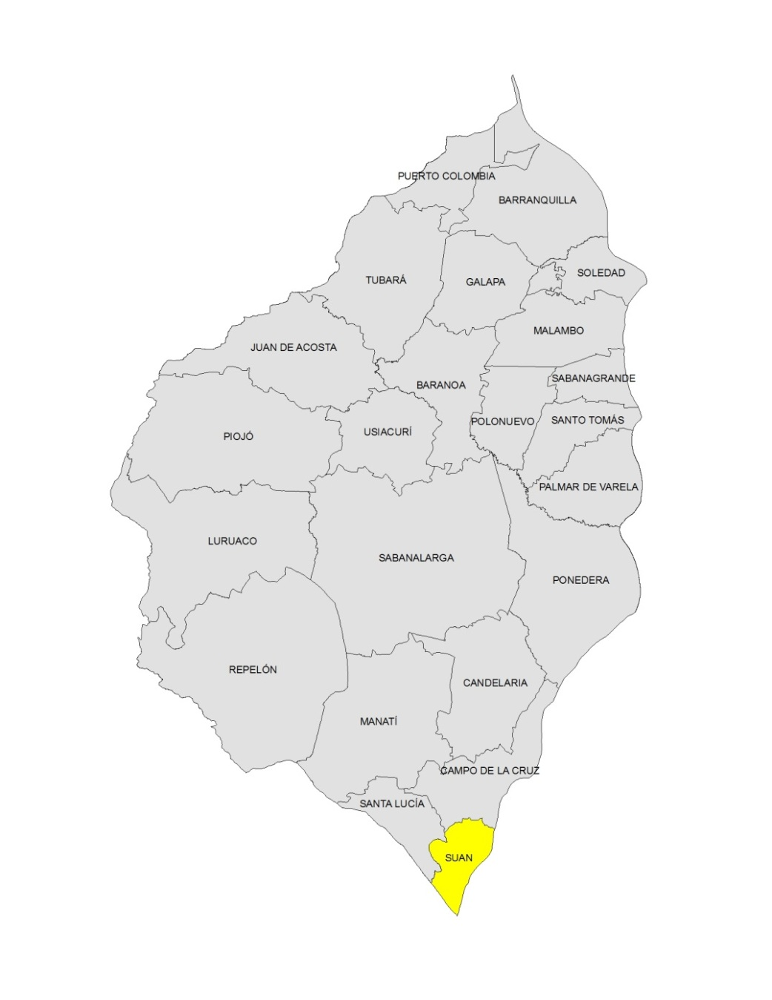 PUERTO COLOMBIA
BARRANQUILLA
SOLEDAD
TUBARÁ
GALAPA
MALAMBO
JUAN DE ACOSTA
SABANAGRANDE
BARANOA
SANTO TOMÁS
POLONUEVO
USIACURÍ
PIOJÓ
PALMAR DE VARELA
LURUACO
SABANALARGA
PONEDERA
REPELÓN
CANDELARIA
MANATÍ
CAMPO DE LA CRUZ
SANTA LUCÍA
SUAN